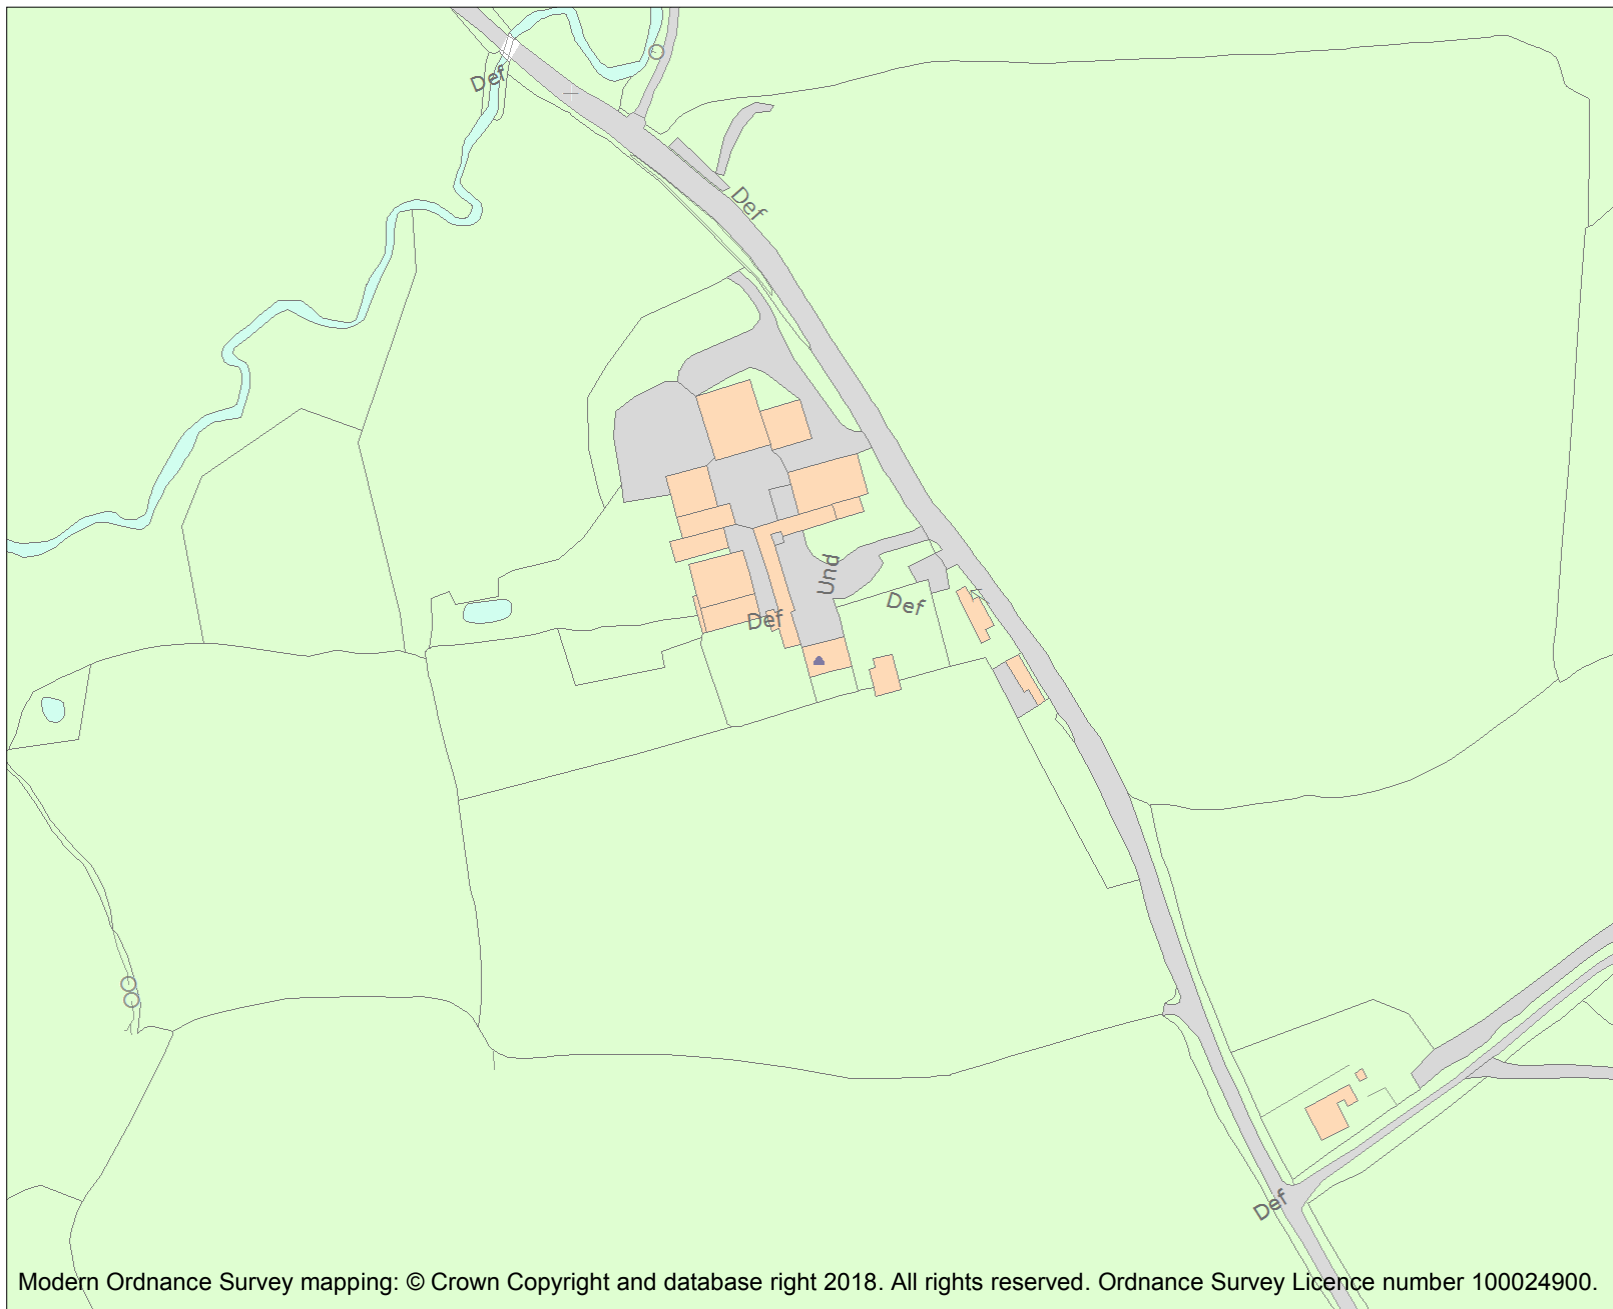 Def
Def
Und
Def
Def
Def
Modern Ordnance Survey mapping: © Crown Copyright and database right 2018. All rights reserved. Ordnance Survey Licence number 100024900.